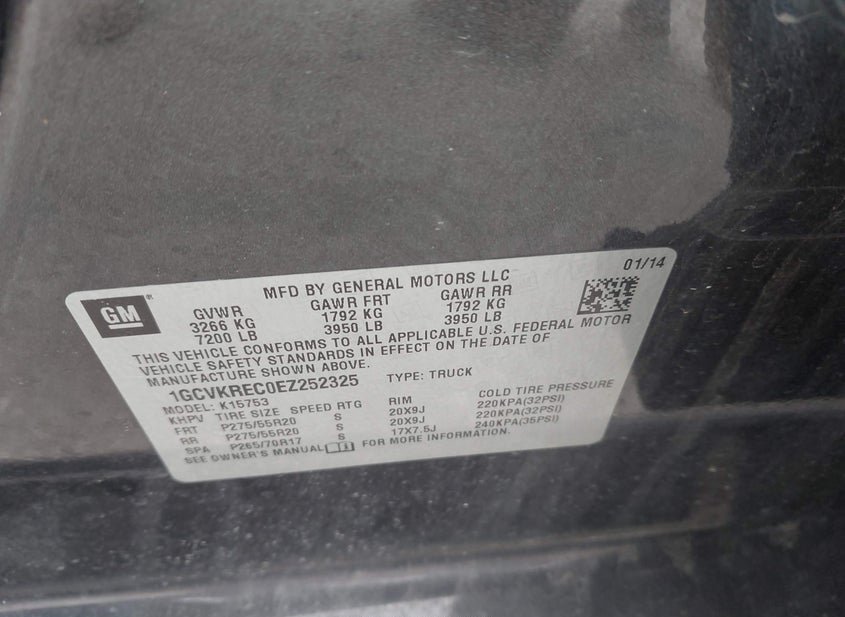 01/14
GM
MFD BY GENERAL MOTORS LLC
GVWR GAWR FRT GAWR RR
3266 KG 1792 KG 1792 KG
7200 LB 3950 LB 3950 LB
THIS VEHICLE CONFORMS TO ALL APPLICABLE U.S. FEDERAL MOTOR
VEHICLE SAFETY STANDARDS IN EFFECT ON THE DATE OF
MANUFACTURE SHOWN ABOVE.
1GCVKREC0EZ252325 TYPE: TRUCK
MODEL: K15753
KHPV TIRE SIZE SPEED RTG RIM COLD TIRE PRESSURE
FRT P275/55R20 S 20X9J 220KPA(32PSI)
RR P275/55R20 S 20X9J 220KPA(32PSI)
SPA P265/70R17 S 17X7.5J 240KPA(35PSI)
SEE OWNER'S MANUAL FOR MORE INFORMATION.